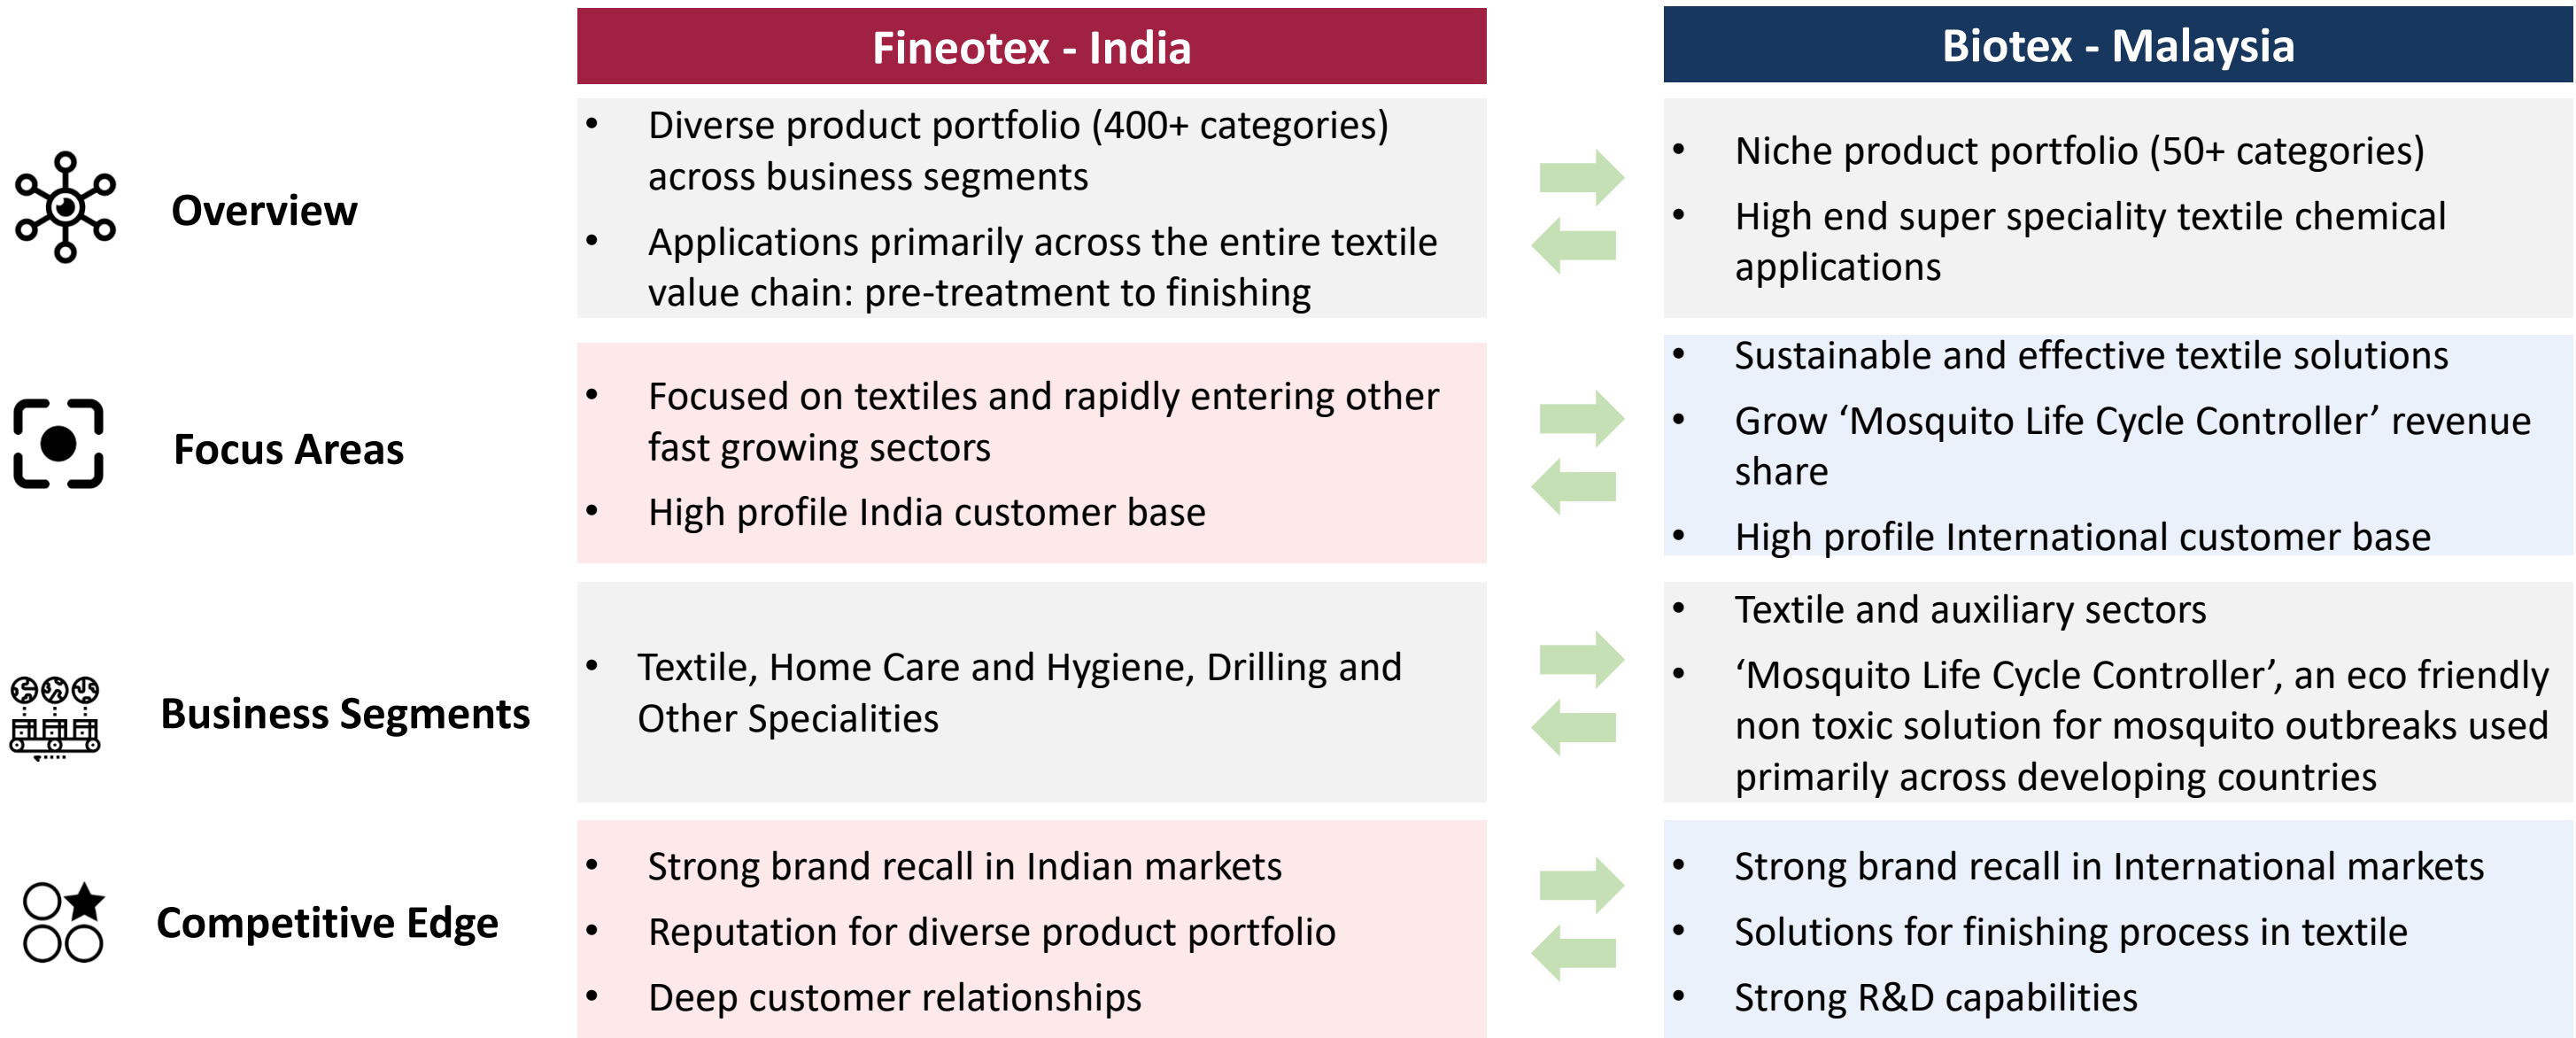 Fineotex - India
Biotex - Malaysia
Overview
• Diverse product portfolio (400+ categories)
across business segments
• Applications primarily across the entire textile
value chain: pre-treatment to finishing
• Niche product portfolio (50+ categories)
• High end super speciality textile chemical
applications
Focus Areas
• Focused on textiles and rapidly entering other
fast growing sectors
• High profile India customer base
• Sustainable and effective textile solutions
• Grow ‘Mosquito Life Cycle Controller’ revenue
share
• High profile International customer base
Business Segments
• Textile, Home Care and Hygiene, Drilling and
Other Specialities
• Textile and auxiliary sectors
• ‘Mosquito Life Cycle Controller’, an eco friendly
non toxic solution for mosquito outbreaks used
primarily across developing countries
Competitive Edge
• Strong brand recall in Indian markets
• Reputation for diverse product portfolio
• Deep customer relationships
• Strong brand recall in International markets
• Solutions for finishing process in textile
• Strong R&D capabilities